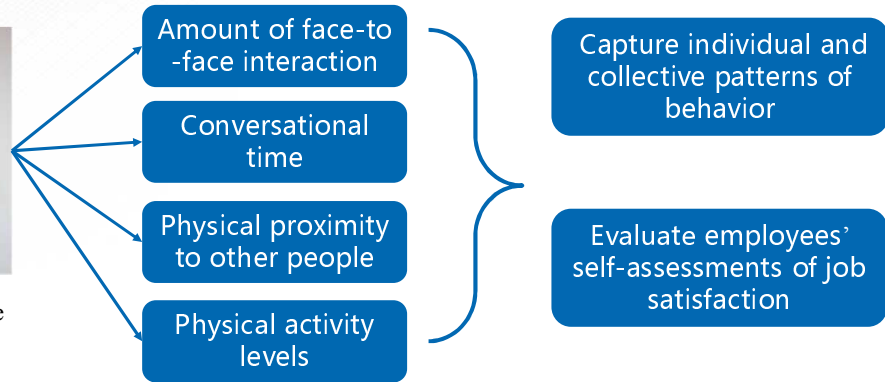 Amount of face-to
-face interaction
Conversational
time
Physical proximity
to other people
Physical activity
levels
Capture individual and
collective patterns of
behavior
Evaluate employees’
self-assessments of job
satisfaction